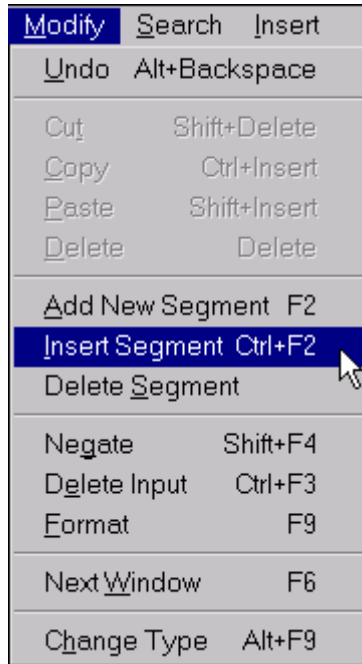 Modify Search Insert
Undo Alt+Backspace
Cut Shift+Delete
Copy Ctrl+Insert
Paste Shift+Insert
Delete Delete
Add New Segment F2
Insert Segment Ctrl+F2
Delete Segment
Negate Shift+F4
Delete Input Ctrl+F3
Format F9
Next Window F6
Change Type Alt+F9